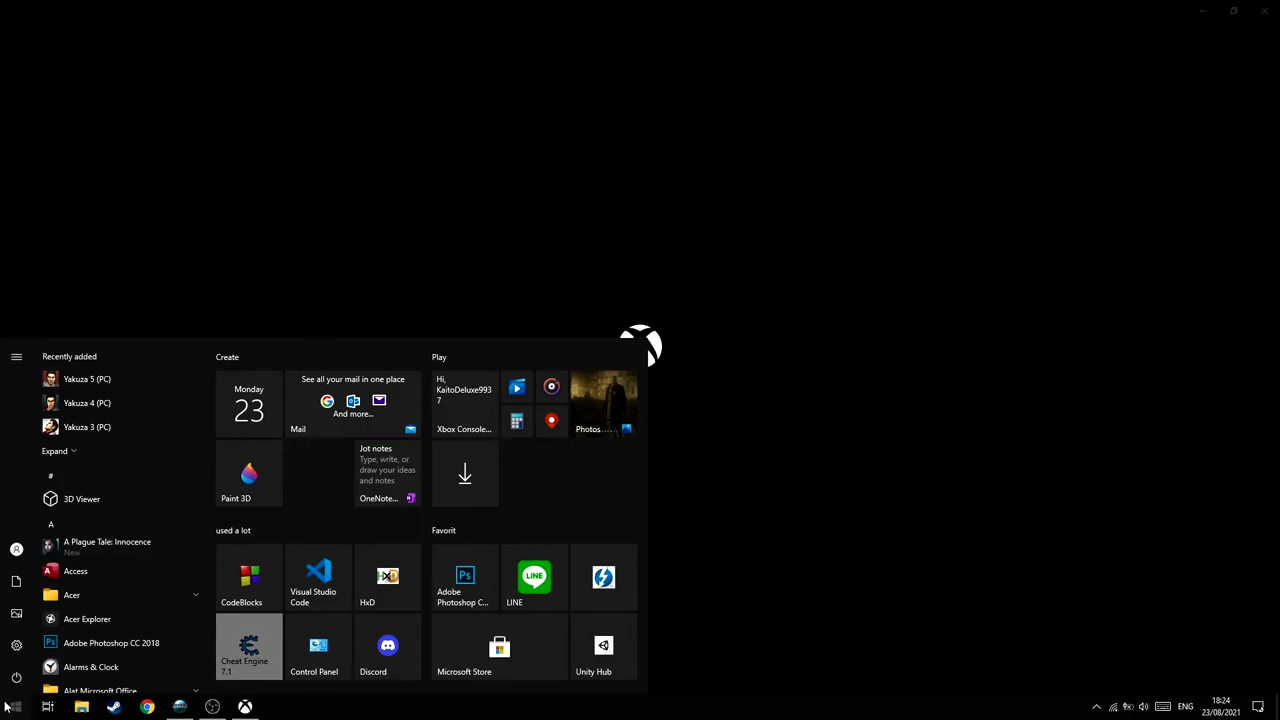 Recently added
Yakuza 5 (PC)
Yakuza 4 (PC)
Yakuza 3 (PC)
Expand
#
3D Viewer
A
A Plague Tale: Innocence
New
Access
Acer
Acer Explorer
Adobe Photoshop CC 2018
Alarms & Clock
Alat Microsoft Office
Create
Monday
23
See all your mail in one place
And more...
Mail
Paint 3D
Jot notes
Type, write, or
draw your ideas
and notes
OneNote...
used a lot
CodeBlocks
Visual Studio
Code
HxD
Cheat Engine
7.1
Control Panel
Discord
Play
Hi,
KaitoDeluxe993
7
Xbox Console...
Photos
Favorit
Ps
Adobe
Photoshop C...
LINE
LINE
Microsoft Store
Unity Hub
ENG
18:24
23/08/2021